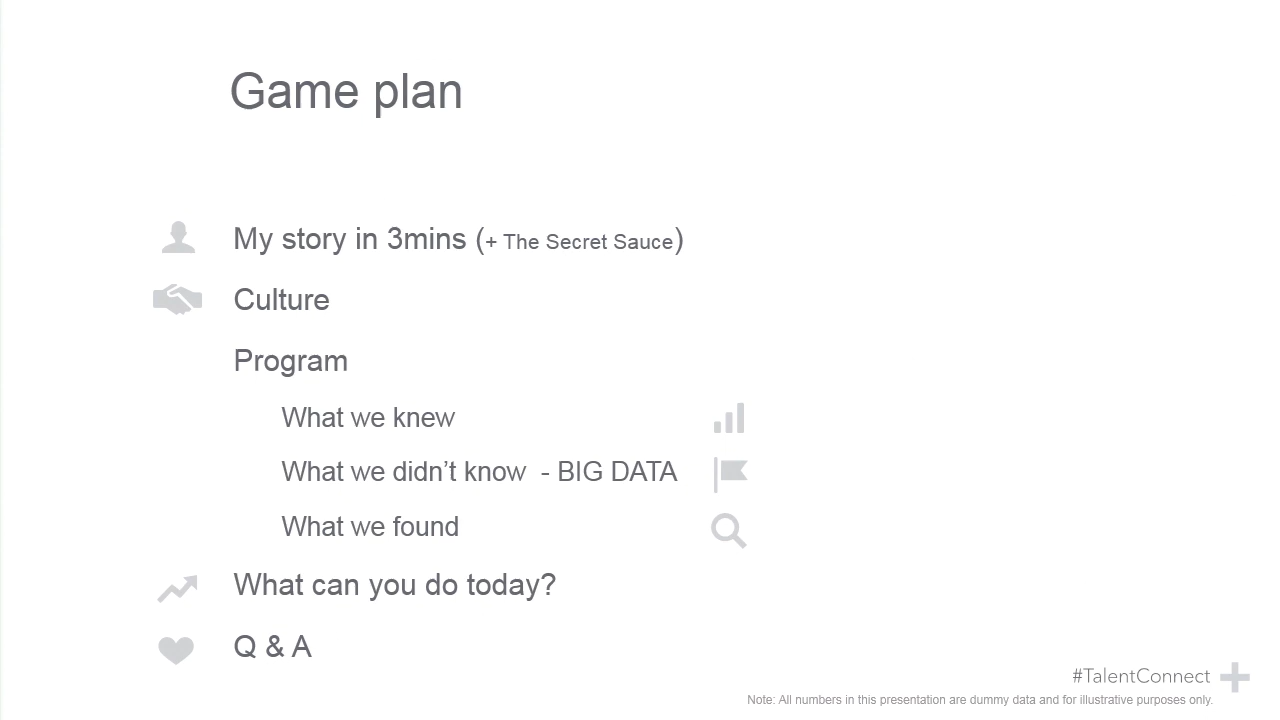 Game plan
My story in 3mins (+ The Secret Sauce)
Culture
Program
What we knew
What we didn’t know - BIG DATA
What we found
What can you do today?
Q & A
#TalentConnect
Note: All numbers in this presentation are dummy data and for illustrative purposes only.